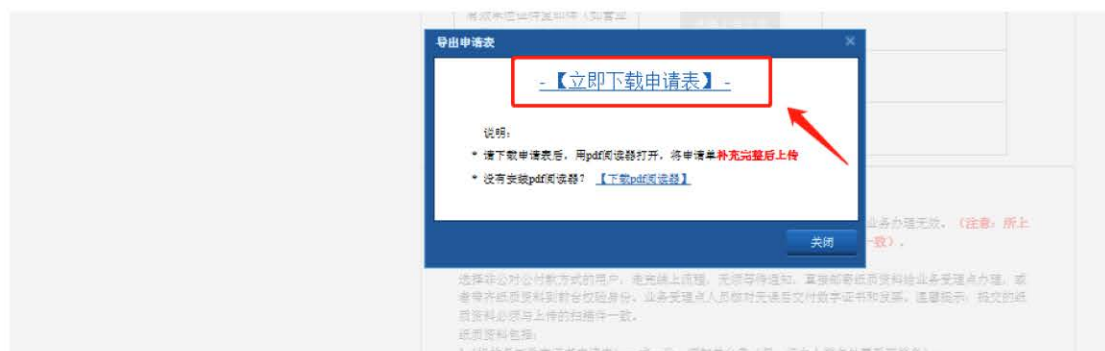 导出申请表
-【立即下载申请表】-
说明:
* 请下载申请表后，用pdf阅读器打开，将申请单补充完整后上传
* 没有安装pdf阅读器？ 【下载pdf阅读器】
业务办理无效。（注意：所上
一致）.
关闭
选择非公对公付款方式的用户，走完线上流程，无须等待通知，直接邮寄纸质资料给业务受理点办理，或
者带齐纸质资料到前台校验身份。业务受理点人员核对无误后交付数字证书和发票。温馨提示：提交的纸
质资料必须与上传的扫描件一致。
纸质资料包括：